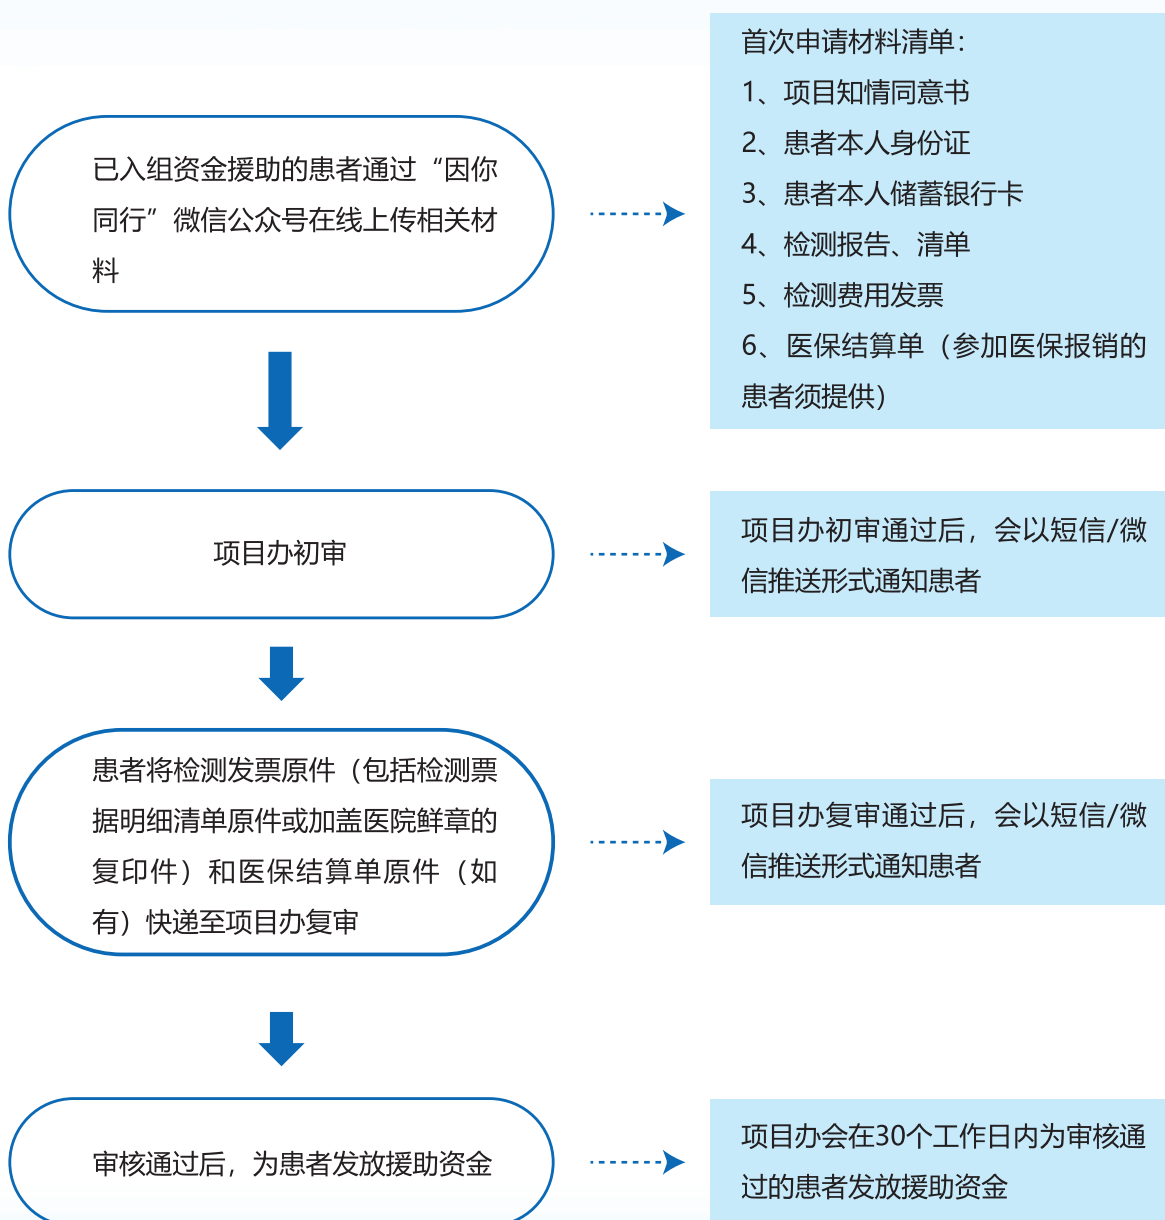 已入组资金援助的患者通过“因你
同行”微信公众号在线上传相关材
料
首次申请材料清单：
1、项目知情同意书
2、患者本人身份证
3、患者本人储蓄银行卡
4、检测报告、清单
5、检测费用发票
6、医保结算单（参加医保报销的
患者须提供）
项目办初审
项目办初审通过后，会以短信/微
信推送形式通知患者
患者将检测发票原件（包括检测票
据明细清单原件或加盖医院鲜章的
复印件）和医保结算单原件（如
有）快递至项目办复审
项目办复审通过后，会以短信/微
信推送形式通知患者
审核通过后，为患者发放援助资金
项目办会在30个工作日内为审核通
过的患者发放援助资金